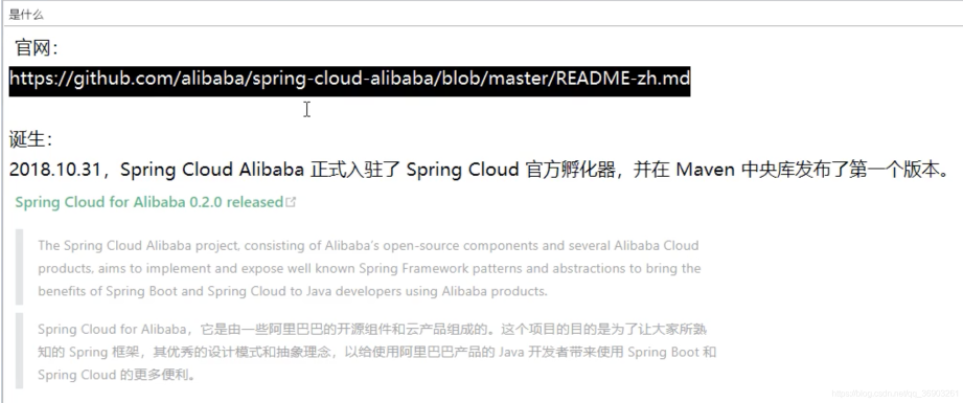 是什么
官网：
https://github.com/alibaba/spring-cloud-alibaba/blob/master/README-zh.md
诞生：
2018.10.31，Spring Cloud Alibaba 正式入驻了 Spring Cloud 官方孵化器，并在 Maven 中央库发布了第一个版本。
Spring Cloud for Alibaba 0.2.0 released
The Spring Cloud Alibaba project, consisting of Alibaba's open-source components and several Alibaba Cloud
products, aims to implement and expose well known Spring Framework patterns and abstractions to bring the
benefits of Spring Boot and Spring Cloud to Java developers using Alibaba products.
Spring Cloud for Alibaba，它是由一些阿里巴巴的开源组件和云产品组成的。这个项目的目的是为了让大家所熟
知的 Spring 框架，其优秀的设计模式和抽象理念，以给使用阿里巴巴产品的 Java 开发者带来使用 Spring Boot 和
Spring Cloud 的更多便利。